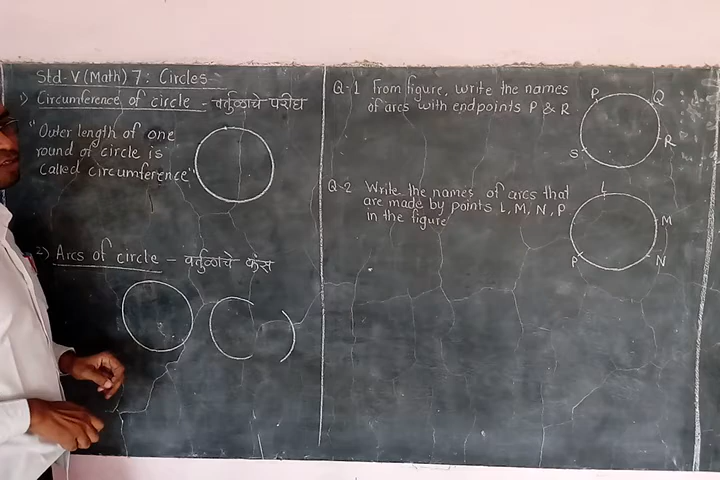 Std-V (Math) 7: Circles
1) Circumference of circle - वर्तुळाचे परीघ
"Outer length of one
round of circle is
called circumference"
2) Arcs of circle - वर्तुळाचे कंस
Q-1 From figure, write the names
of arcs with endpoints P & R.
P
Q
R
S
Q-2 Write the names of arcs that
are made by points L, M, N, P
in the figure
L
M
N
P